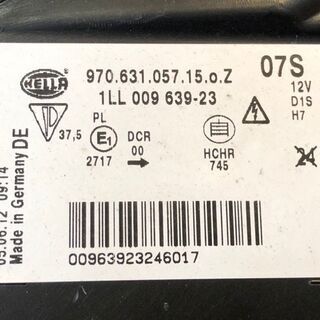 HELLA
970.631.057.15.o.Z
07S
1LL 009 639-23
12V
D1S
H7
37,5
PL
E1
2717
DCR
00
HCHR
745
24
DE
Made in Germany
05.06.12 09:14
00963923246017